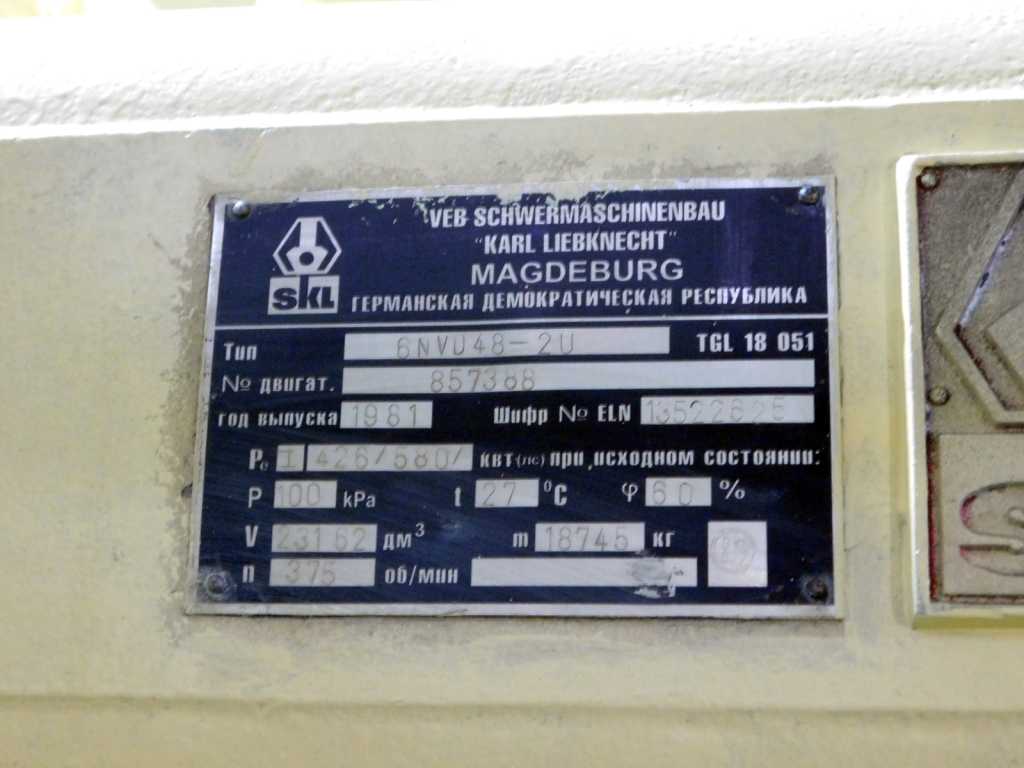 VEB SCHWERMASCHINENBAU
"KARL LIEBKNECHT"
MAGDEBURG
SKL ГЕРМАНСКАЯ ДЕМОКРАТИЧЕСКАЯ РЕСПУБЛИКА
Тип 6NVD48-2U TGL 18 051
№ двигат. 857388
год выпуска 1981 Шифр № ELN 13522625
Pe I 426/580/ квт(лс) при исходном состоянии:
P 100 kPa t 27 °C φ 60 %
V 23162 дм³ m 18745 кг
n 375 об/мин
S